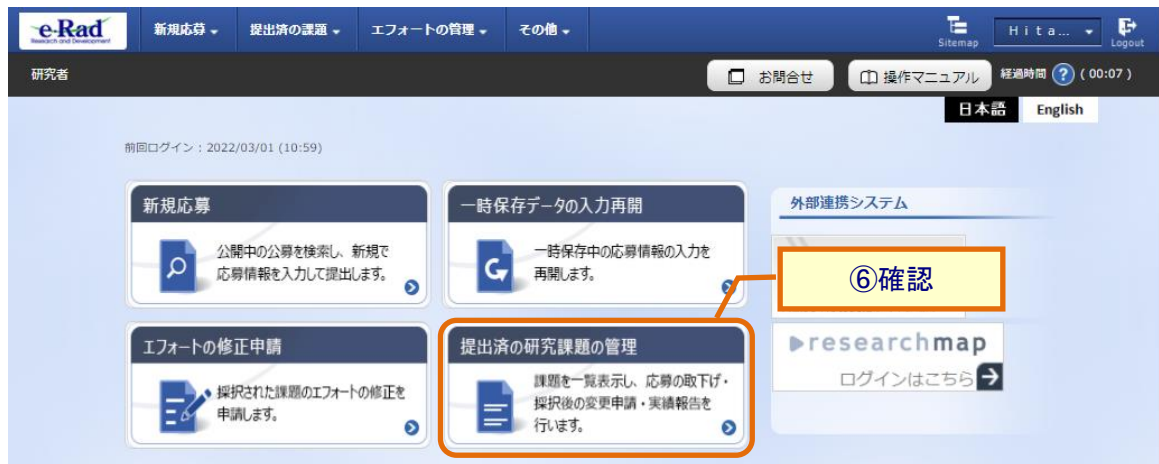 e-Rad
Research and Development
新規応募
提出済の課題
エフォートの管理
その他
Sitemap
Hita...
Logout
研究者
お問合せ
操作マニュアル
経過時間 ? ( 00:07 )
日本語 English
前回ログイン : 2022/03/01 (10:59)
新規応募
公開中の公募を検索し、新規で
応募情報を入力して提出します。
一時保存データの入力再開
一時保存中の応募情報の入力を
再開します。
外部連携システム
⑥確認
エフォートの修正申請
採択された課題のエフォートの修正を
申請します。
提出済の研究課題の管理
課題を一覧表示し、応募の取下げ・
採択後の変更申請・実績報告を
行います。
researchmap
ログインはこちら